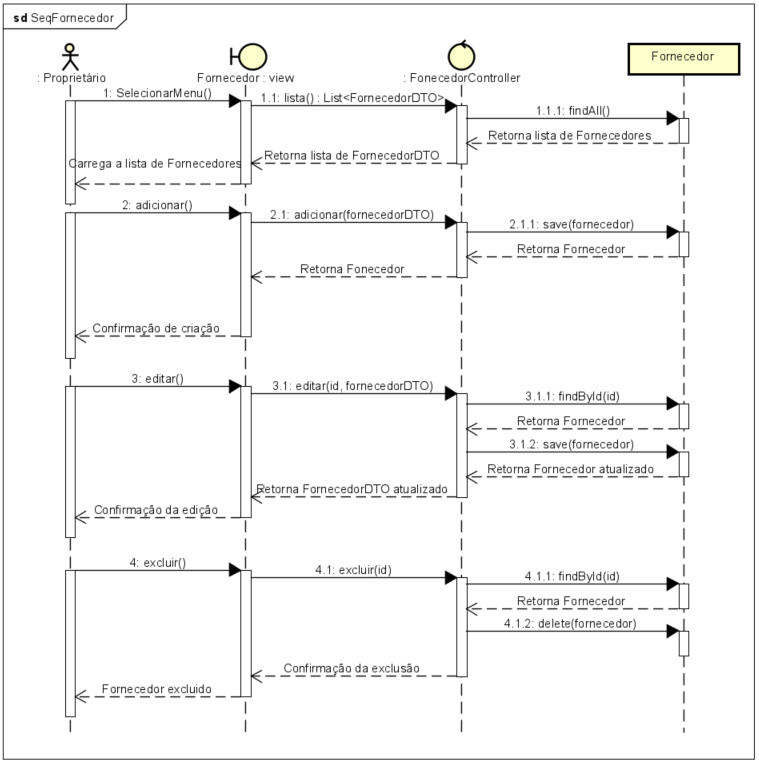 sd SeqFornecedor
: Proprietário
Fornecedor : view
: FonecedorController
Fornecedor
1: SelecionarMenu()
1.1: lista() : List<FornecedorDTO>
1.1.1: findAll()
Retorna lista de Fornecedores
Retorna lista de FornecedorDTO
Carrega a lista de Fornecedores
2: adicionar()
2.1: adicionar(fornecedorDTO)
2.1.1: save(fornecedor)
Retorna Fornecedor
Retorna Fonecedor
Confirmação de criação
3: editar()
3.1: editar(id, fornecedorDTO)
3.1.1: findById(id)
Retorna Fornecedor
3.1.2: save(fornecedor)
Retorna Fornecedor atualizado
Retorna FornecedorDTO atualizado
Confirmação da edição
4: excluir()
4.1: excluir(id)
4.1.1: findById(id)
Retorna Fornecedor
4.1.2: delete(fornecedor)
Confirmação da exclusão
Fornecedor excluido